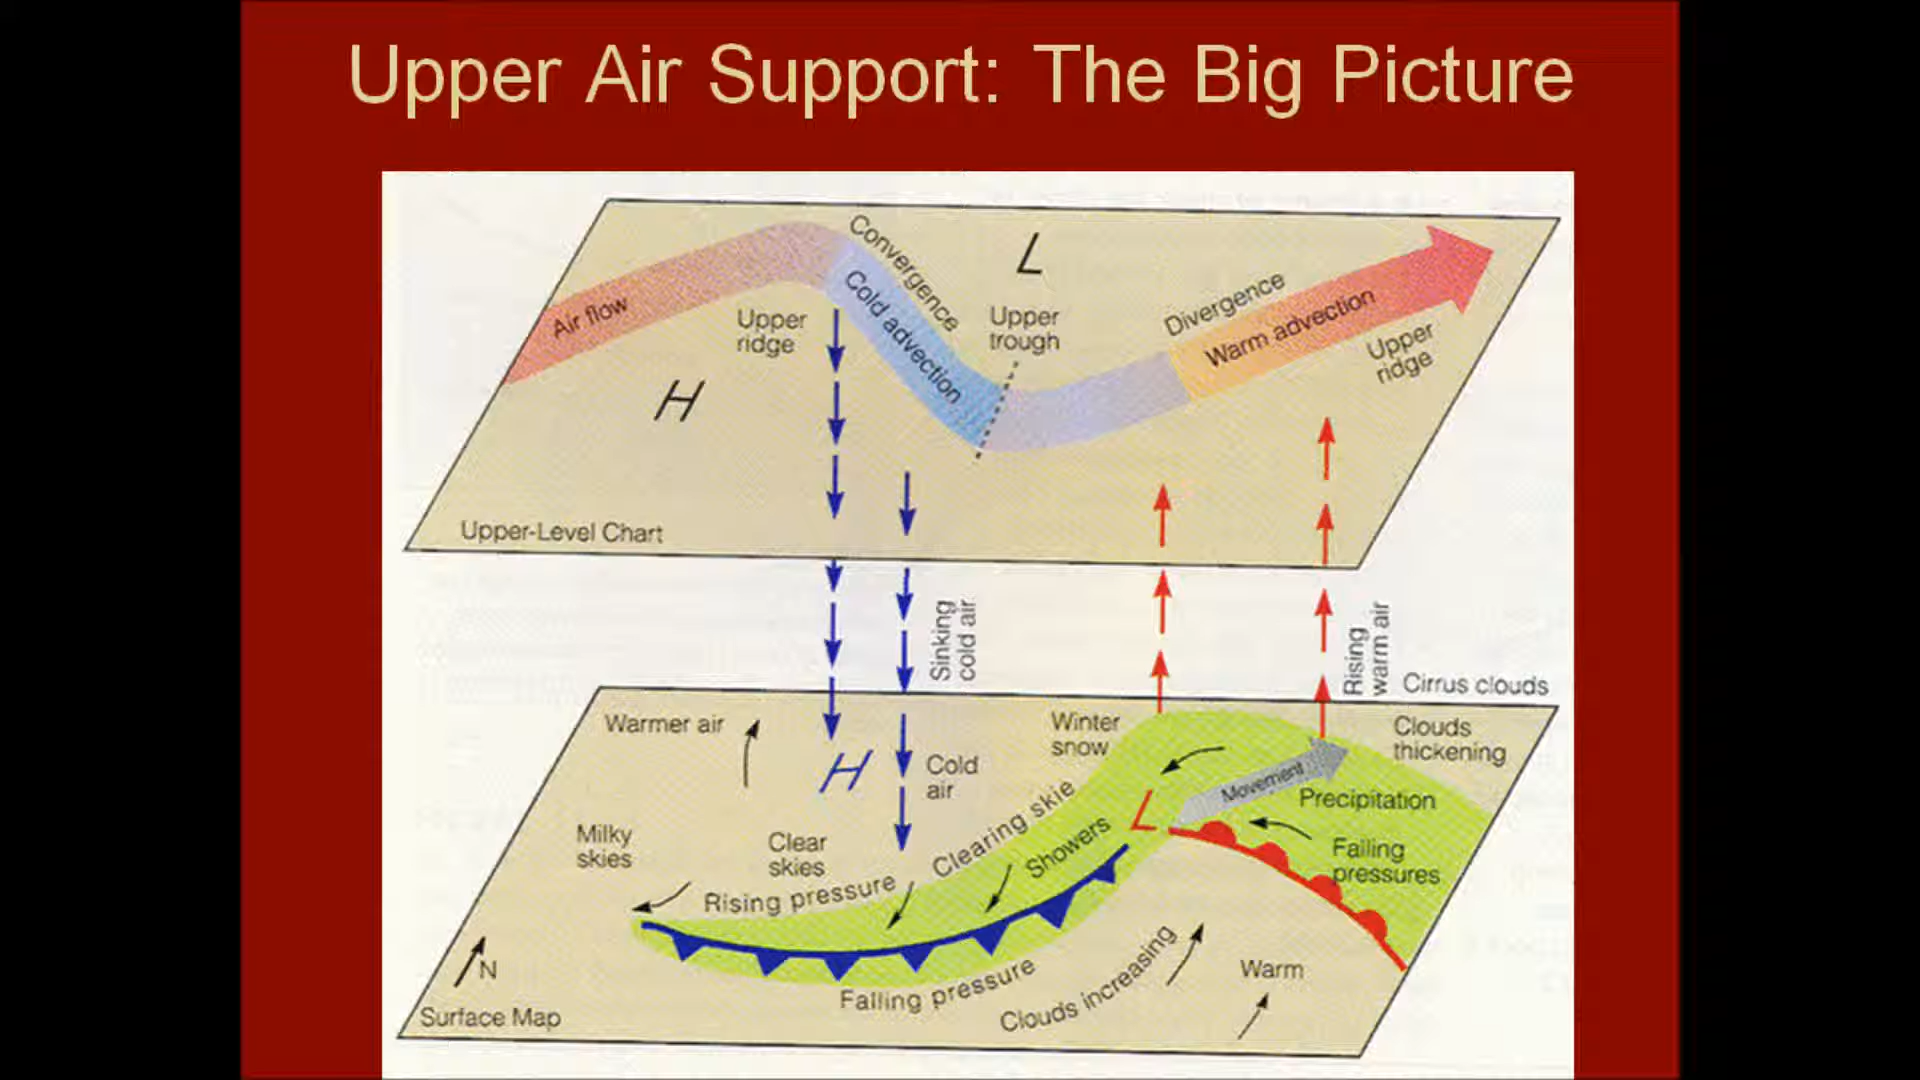 Upper Air Support: The Big Picture
Convergence
L
Air flow
Cold advection
Upper
ridge
Upper
trough
Divergence
Warm advection
Upper
ridge
H
Upper-Level Chart
Sinking
cold air
Rising
warm air
Cirrus clouds
Warmer air
Winter
snow
Clouds
thickening
H
Cold
air
Movement
Precipitation
L
Milky
skies
Clear
skies
Clearing skie
Showers
Falling
pressures
Rising pressure
N
Falling pressure
Clouds increasing
Warm
Surface Map